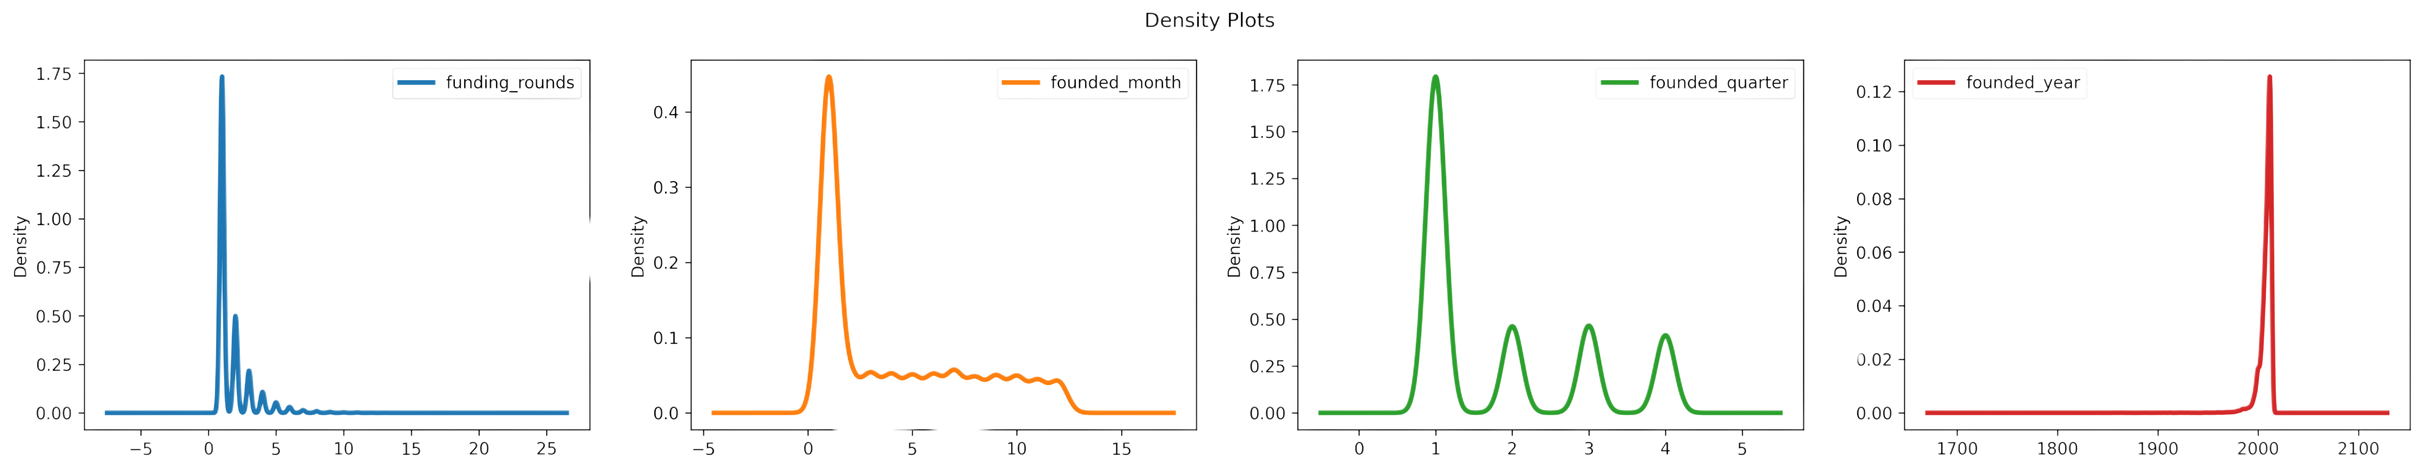 Density Plots
funding_rounds
1.75
1.50
1.25
1.00
0.75
0.50
0.25
0.00
Density
−5 0 5 10 15 20 25
founded_month
0.4
0.3
0.2
0.1
0.0
Density
−5 0 5 10 15
founded_quarter
1.75
1.50
1.25
1.00
0.75
0.50
0.25
0.00
Density
0 1 2 3 4 5
founded_year
0.12
0.10
0.08
0.06
0.04
0.02
0.00
Density
1700 1800 1900 2000 2100